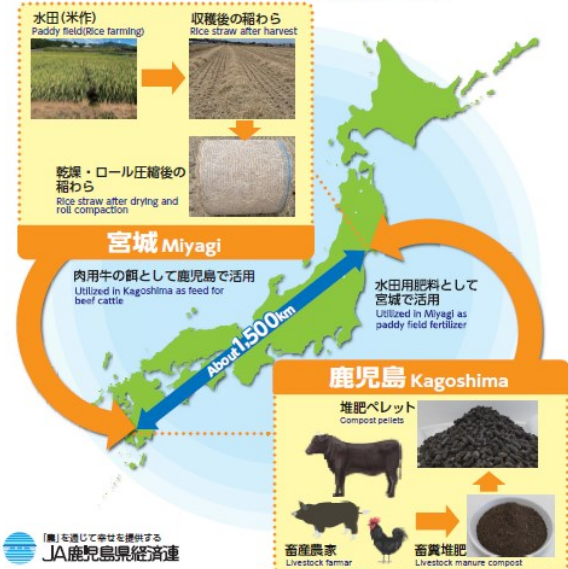 水田(米作)
Paddy field(Rice farming)
収穫後の稲わら
Rice straw after harvest
乾燥・ロール圧縮後の
稲わら
Rice straw after drying and
roll compaction
宮城 Miyagi
肉用牛の餌として鹿児島で活用
Utilized in Kagoshima as feed for
beef cattle
水田用肥料として
宮城で活用
Utilized in Miyagi as
paddy field fertilizer
About1,500km
鹿児島 Kagoshima
堆肥ペレット
Compost pellets
畜産農家
Livestock farmar
畜糞堆肥
Livestock manure compost
「農」を通じて幸せを提供する
JA鹿児島県経済連